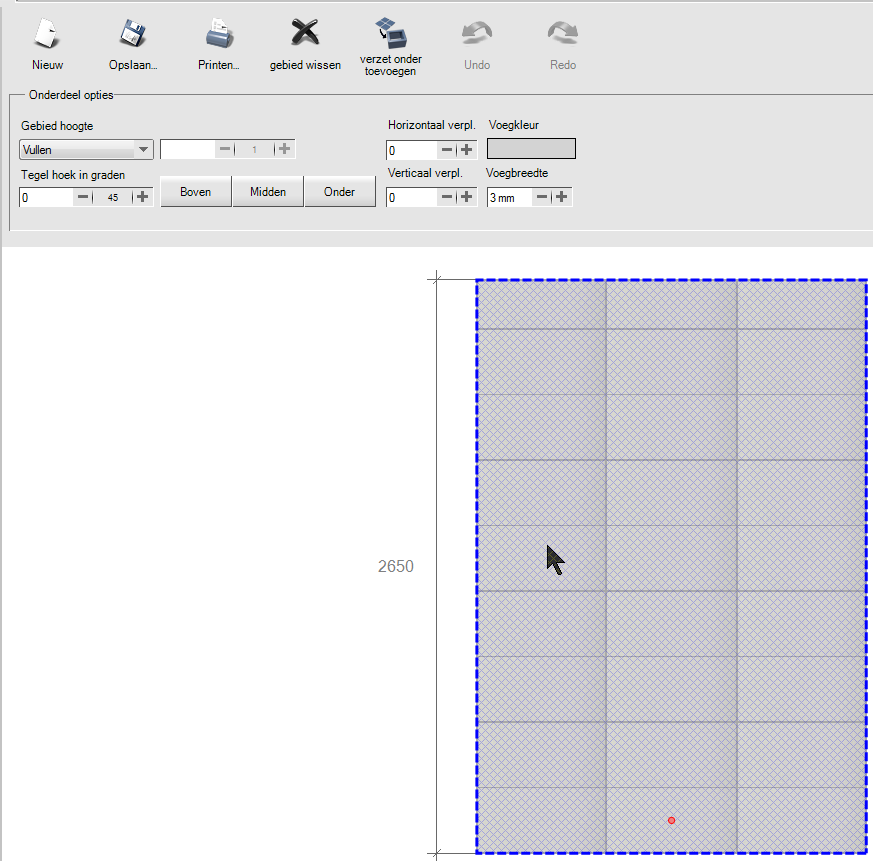 Nieuw
Opslaan...
Printen...
gebied wissen
verzet onder
toevoegen
Undo
Redo
Onderdeel opties
Gebied hoogte
Horizontaal verpl.
Voegkleur
Vullen
1
0
Tegel hoek in graden
Verticaal verpl.
Voegbreedte
0
45
Boven
Midden
Onder
0
3 mm
2650